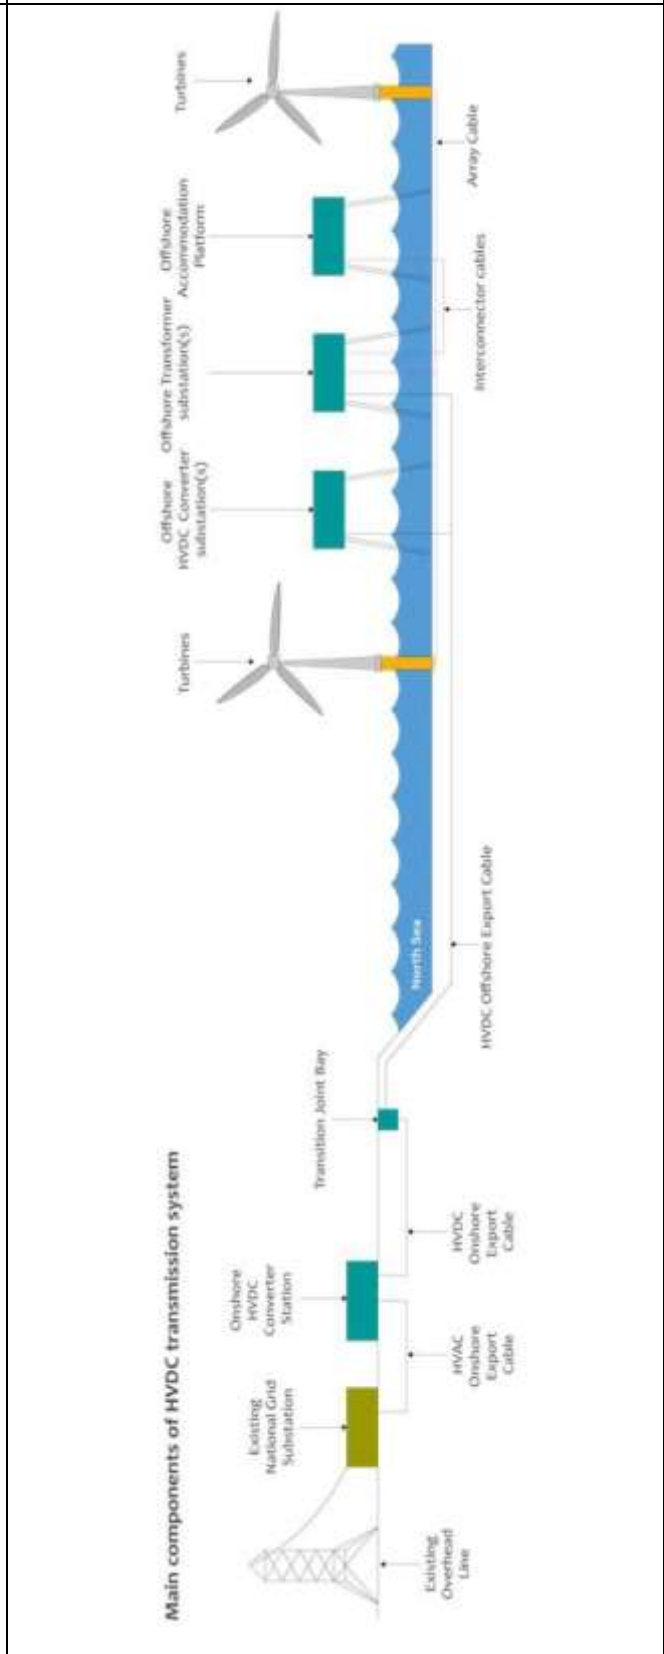 Main components of HVDC transmission system
Existing
Overhead
Line
Existing
National Grid
Substation
HVAC
Onshore
Export
Cable
Onshore
HVDC
Converter
Station
HVDC
Onshore
Export
Cable
Transition Joint Bay
HVDC Offshore Export Cable
North Sea
Turbines
Offshore
HVDC Converter
substation(s)
Offshore Transformer
substation(s)
Interconnector cables
Offshore
Accommodation
Platform
Array Cable
Turbines